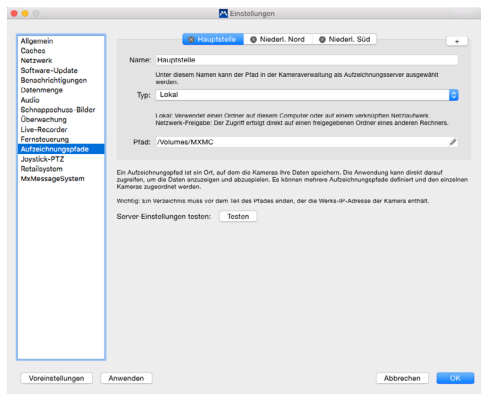 Einstellungen
Allgemein
Caches
Netzwerk
Software-Update
Benachrichtigungen
Datenmenge
Audio
Schnappschuss-Bilder
Überwachung
Live-Recorder
Fernsteuerung
Aufzeichnungspfade
Joystick-PTZ
Retailsystem
MxMessageSystem
Hauptstelle Niederl. Nord Niederl. Süd +
Name: Hauptstelle
Unter diesem Namen kann der Pfad in der Kameraverwaltung als Aufzeichnungsserver ausgewählt
werden.
Typ: Lokal
Lokal: Verwendet einen Ordner auf diesem Computer oder auf einem verknüpften Netzlaufwerk.
Netzwerk-Freigabe: Der Zugriff erfolgt direkt auf einen freigegebenen Ordner eines anderen Rechners.
Pfad: /Volumes/MXMC
Ein Aufzeichnungspfad ist ein Ort, auf dem die Kameras ihre Daten speichern. Die Anwendung kann direkt darauf
zugreifen, um die Daten anzuzeigen und abzuspielen. Es können mehrere Aufzeichnungspfade definiert und den einzelnen
Kameras zugeordnet werden.
Wichtig: Ein Verzeichnis muss vor dem Teil des Pfades enden, der die Werks-IP-Adresse der Kamera enthält.
Server-Einstellungen testen: Testen
Voreinstellungen Anwenden Abbrechen OK